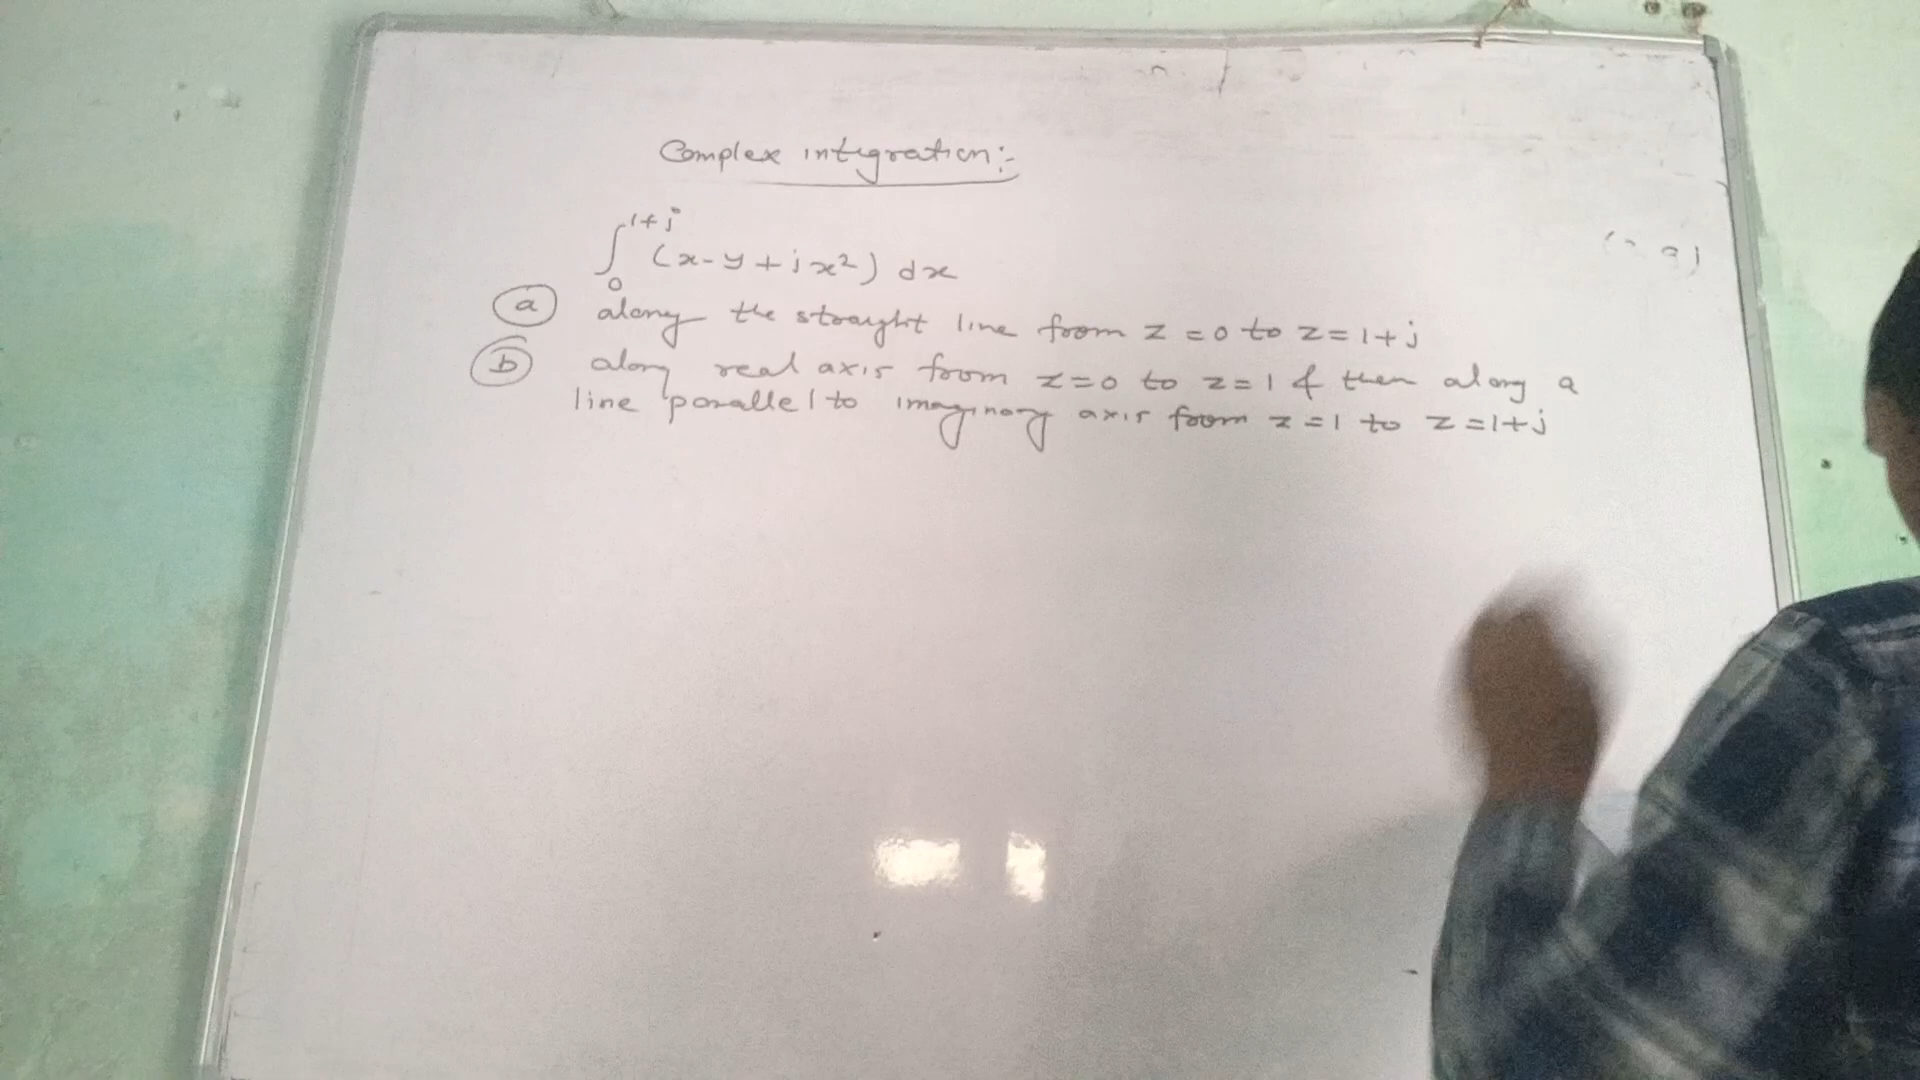 Complex integration:-
∫₀^{1+j} (x-y+jx²) dx
(a) along the straight line from z=0 to z=1+j
(b) along real axis from z=0 to z=1 & then along a
line parallel to imaginary axis from z=1 to z=1+j